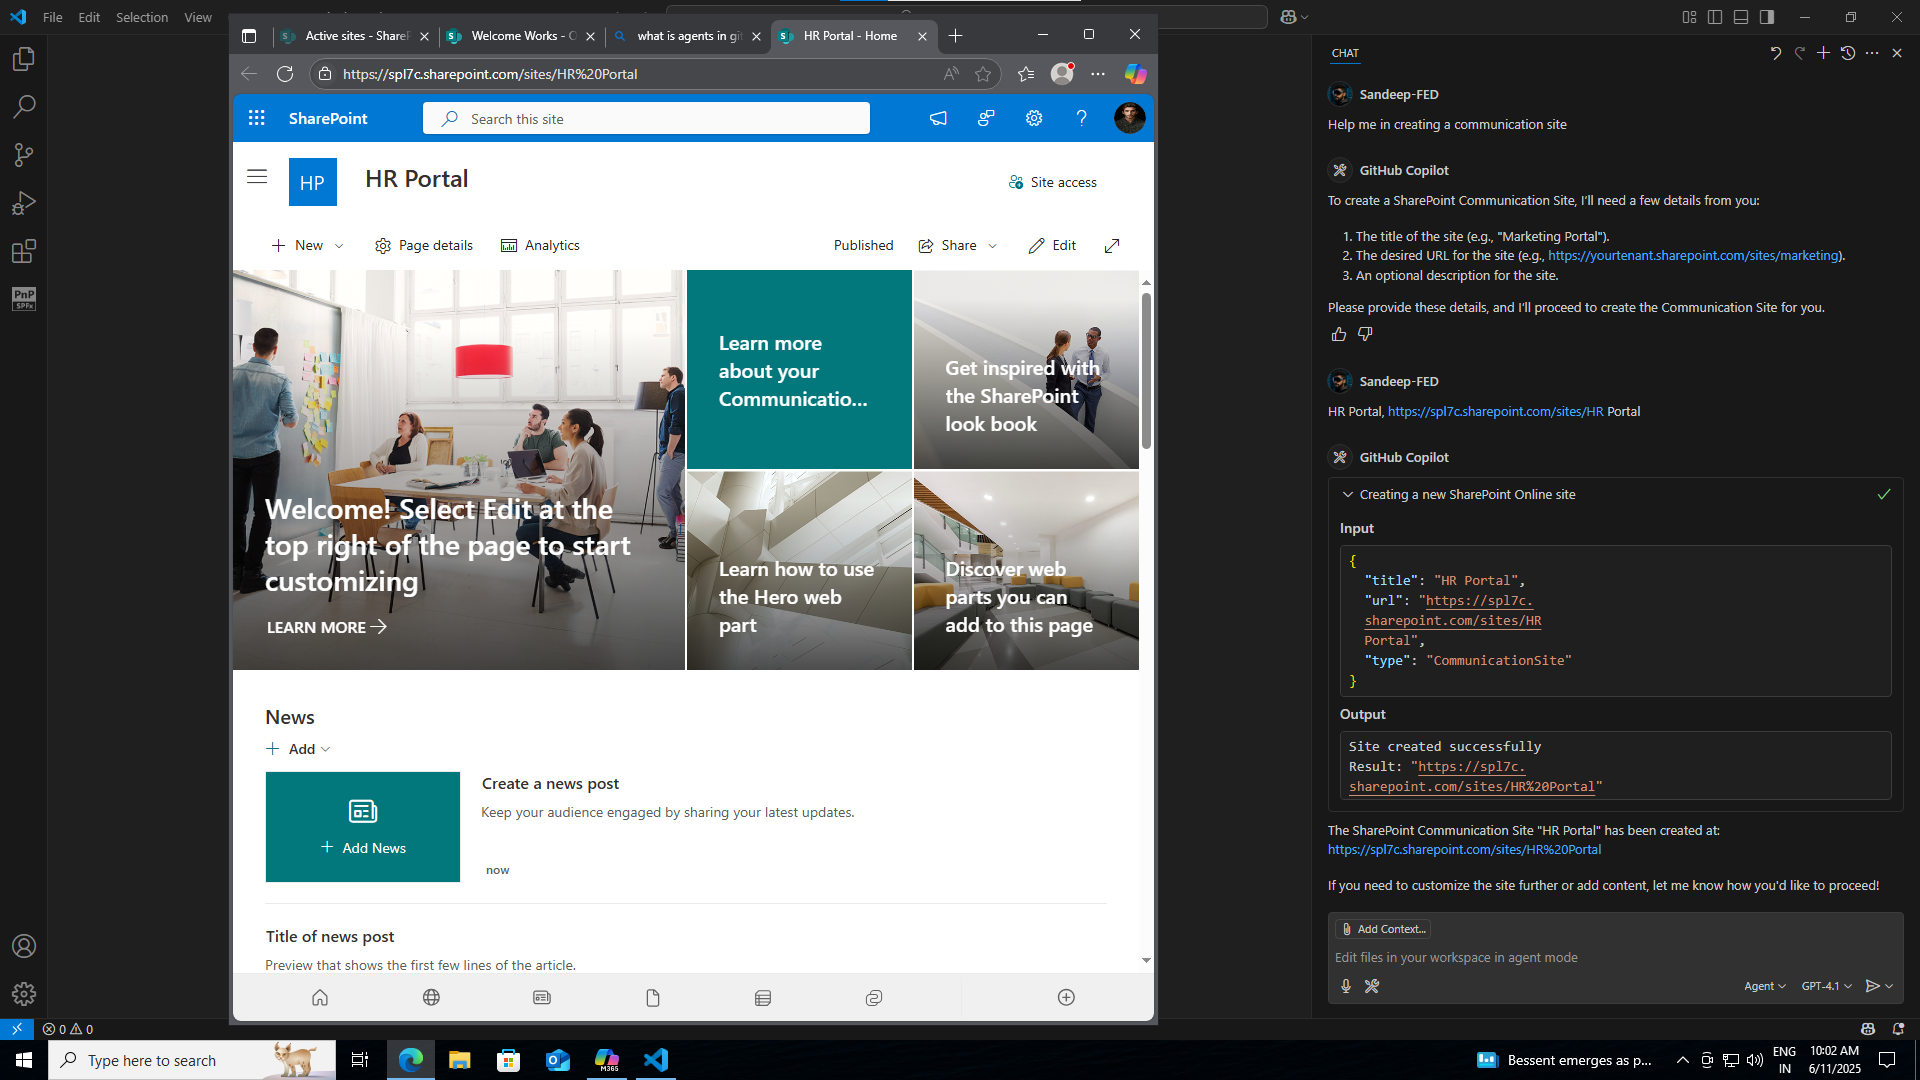 File Edit Selection View
Active sites - ShareP
Welcome Works - O
what is agents in git
HR Portal - Home
https://spl7c.sharepoint.com/sites/HR%20Portal
SharePoint
Search this site
HP
HR Portal
Site access
New
Page details
Analytics
Published
Share
Edit
Welcome! Select Edit at the
top right of the page to start
customizing
LEARN MORE
Learn more
about your
Communicatio...
Get inspired with
the SharePoint
look book
Learn how to use
the Hero web
part
Discover web
parts you can
add to this page
News
Add
Add News
Create a news post
Keep your audience engaged by sharing your latest updates.
now
Title of news post
Preview that shows the first few lines of the article.
PnP
SPFx
CHAT
Sandeep-FED
Help me in creating a communication site
GitHub Copilot
To create a SharePoint Communication Site, I'll need a few details from you:
1. The title of the site (e.g., "Marketing Portal").
2. The desired URL for the site (e.g., https://yourtenant.sharepoint.com/sites/marketing).
3. An optional description for the site.
Please provide these details, and I'll proceed to create the Communication Site for you.
Sandeep-FED
HR Portal, https://spl7c.sharepoint.com/sites/HR Portal
GitHub Copilot
Creating a new SharePoint Online site
Input
{
"title": "HR Portal",
"url": "https://spl7c.
sharepoint.com/sites/HR
Portal",
"type": "CommunicationSite"
}
Output
Site created successfully
Result: "https://spl7c.
sharepoint.com/sites/HR%20Portal"
The SharePoint Communication Site "HR Portal" has been created at:
https://spl7c.sharepoint.com/sites/HR%20Portal
If you need to customize the site further or add content, let me know how you'd like to proceed!
Add Context...
Edit files in your workspace in agent mode
Agent
GPT-4.1
0 0
Type here to search
M365
Bessent emerges as p...
ENG
IN
10:02 AM
6/11/2025